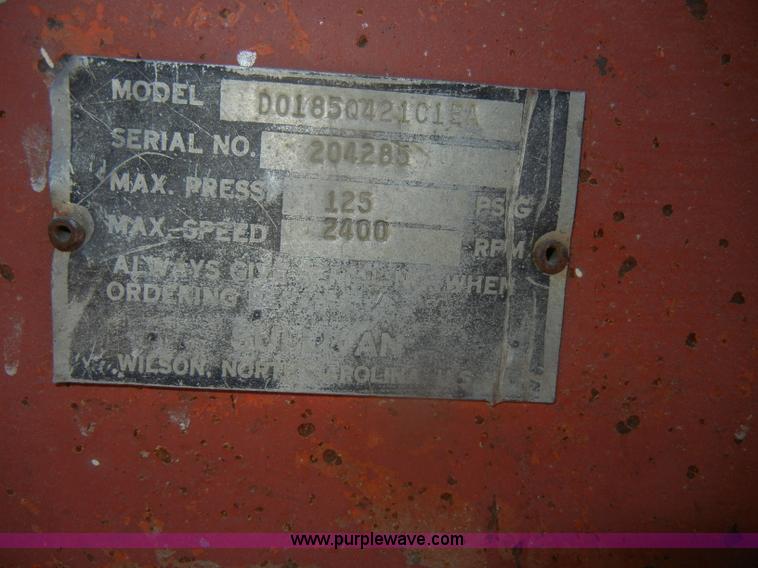 MODEL D0185Q421C1EA
SERIAL NO. 204285
MAX. PRESS. 125 PSIG
MAX. SPEED 2400 RPM
ALWAYS WHEN
ORDERING
WILSON, NORTH CAROLINA
www.purplewave.com